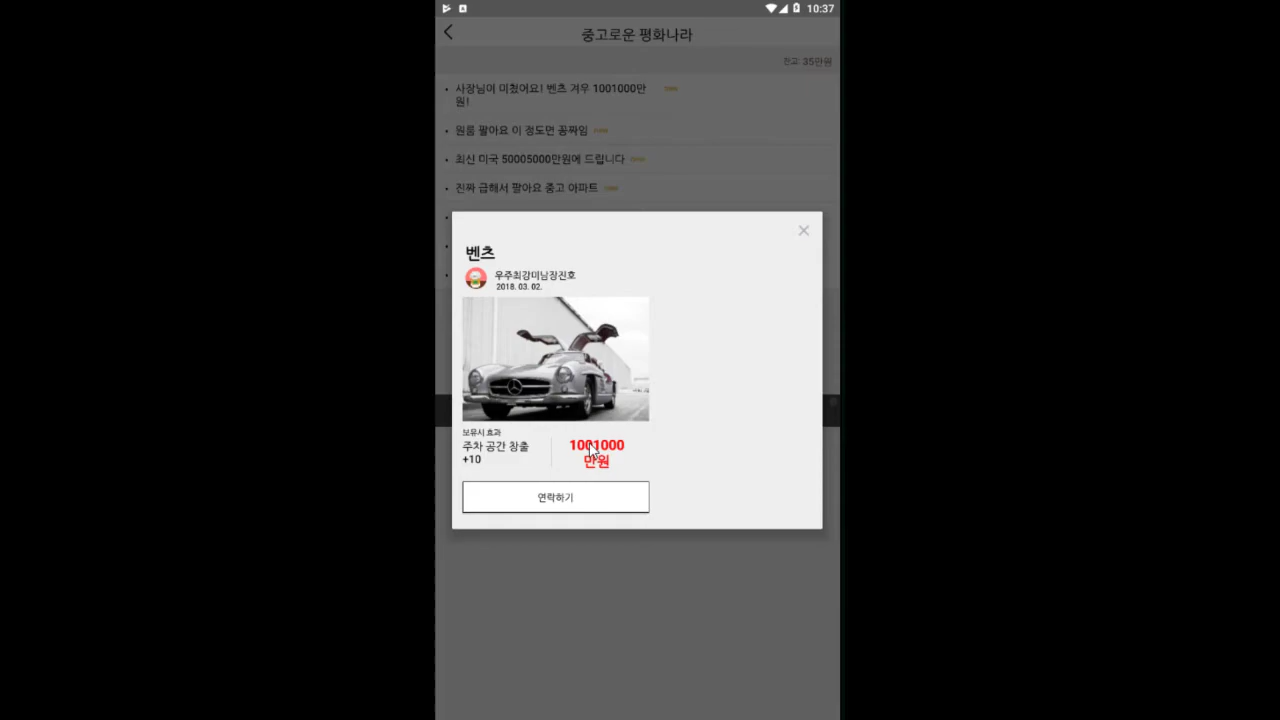 10:37
중고로운 평화나라
잔고: 35만원
사장님이 미쳤어요! 벤츠 겨우 1001000만
원!
원룸 팔아요 이 정도면 꽁짜임
최신 미국 50005000만원에 드립니다
진짜 급해서 팔아요 중고 아파트
벤츠
우주최강미남장진호
2018. 03. 02.
보유시 효과
주차 공간 창출
+10
1001000
만원
연락하기